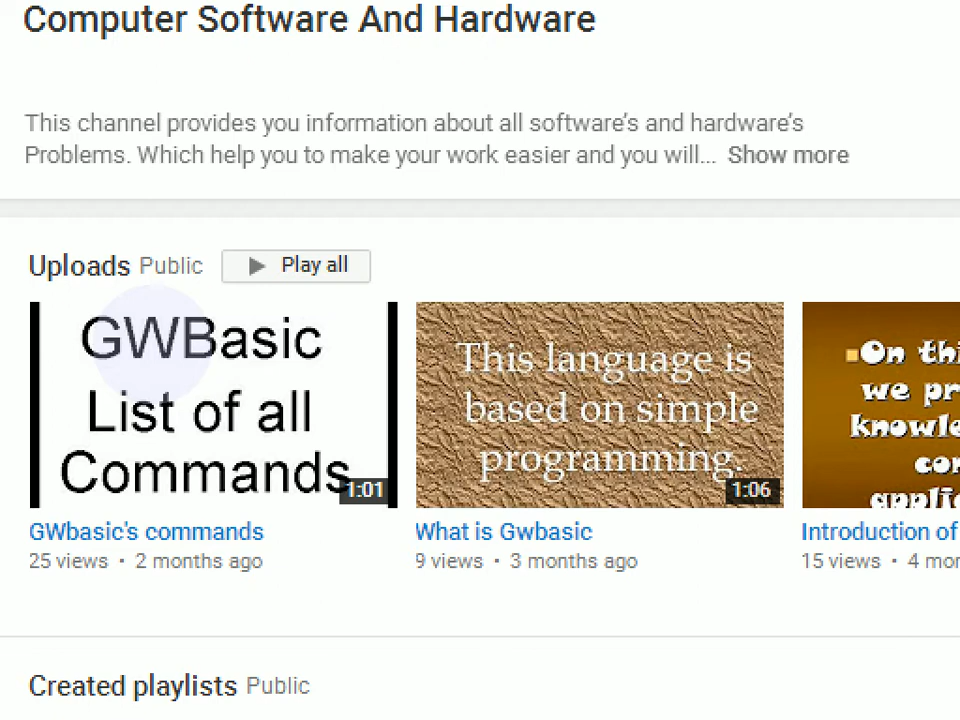 Computer Software And Hardware
This channel provides you information about all software's and hardware's
Problems. Which help you to make your work easier and you will... Show more
Uploads Public Play all
GWBasic
List of all
Commands
1:01
This language is
based on simple
programming.
1:06
On
we
GWbasic's commands
25 views • 2 months ago
What is Gwbasic
9 views • 3 months ago
Introduction of
15 views • 4
Created playlists Public